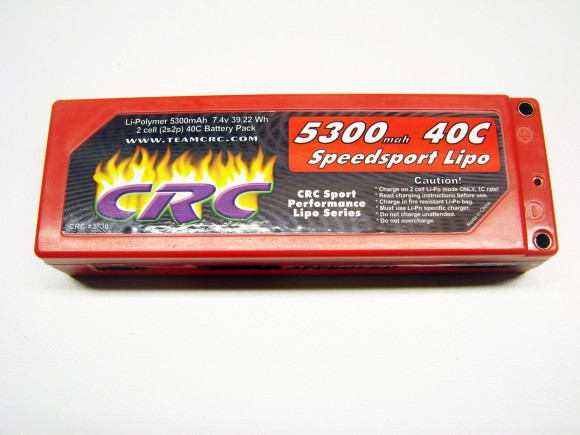 Li-Polymer 5300mAh 7.4v 39.22 Wh
2 cell (2s2p) 40C Battery Pack
WWW.TEAMCRC.COM
CRC
CRC #3730
CRC Sport
Performance
Lipo Series
5300mah 40C
Speedsport Lipo
Caution!
* Charge on 2 cell Li-Po mode ONLY, 1C rate!
* Read charging instructions before use.
* Charge in fire resistant Li-Po bag.
* Must use Li-Po specific charger.
* Do not charge unattended.
* Do not overcharge.
APPROVED